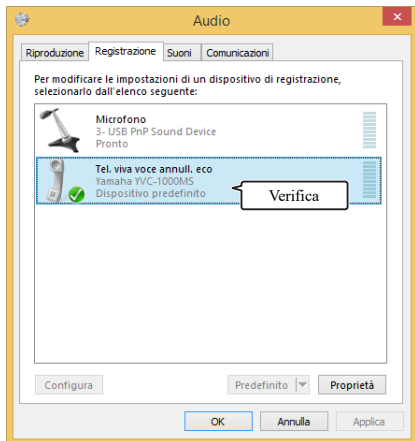 Audio
Riproduzione Registrazione Suoni Comunicazioni
Per modificare le impostazioni di un dispositivo di registrazione,
selezionarlo dall'elenco seguente:
Microfono
3- USB PnP Sound Device
Pronto
Tel. viva voce annull. eco
Yamaha YVC-1000MS
Dispositivo predefinito
Verifica
Configura Predefinito Proprietà
OK Annulla Applica